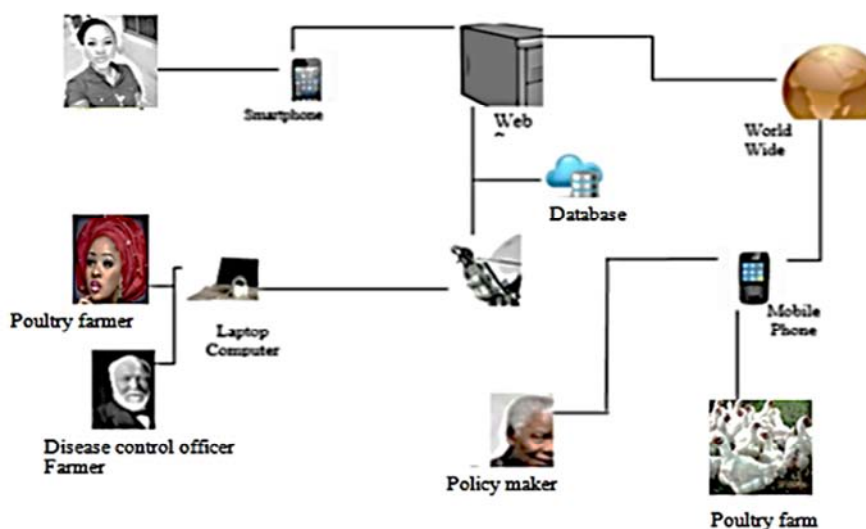 Smartphone
Web
World
Wide
Database
Poultry farmer
Laptop
Computer
Mobile
Phone
Disease control officer
Farmer
Policy maker
Poultry farm